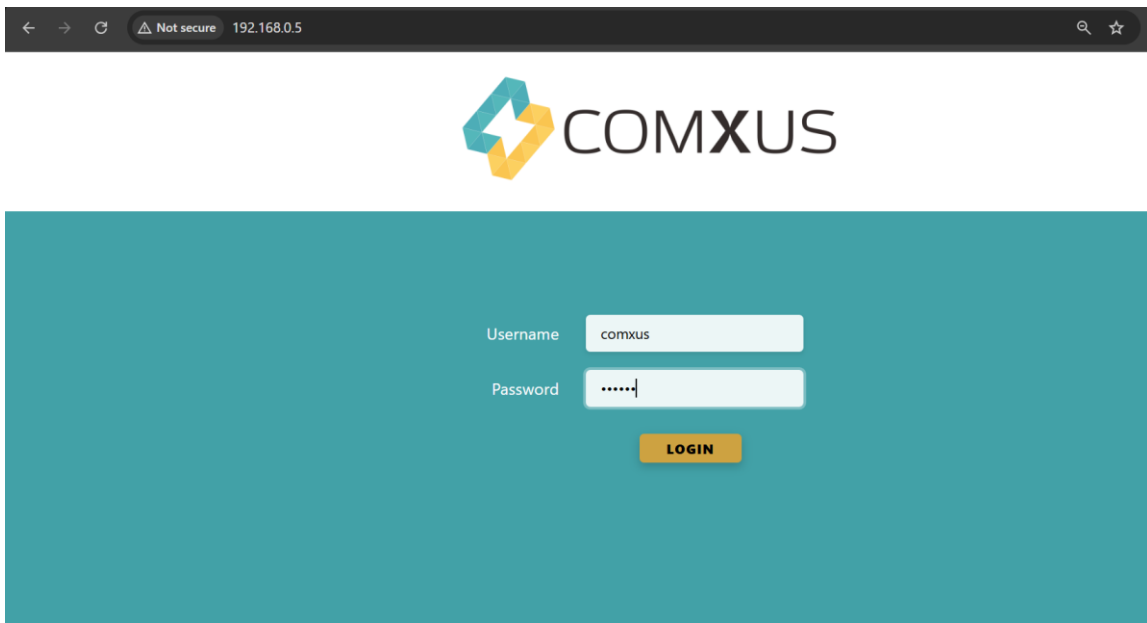 Not secure 192.168.0.5
COMXUS
Username comxus
Password ••••••
LOGIN